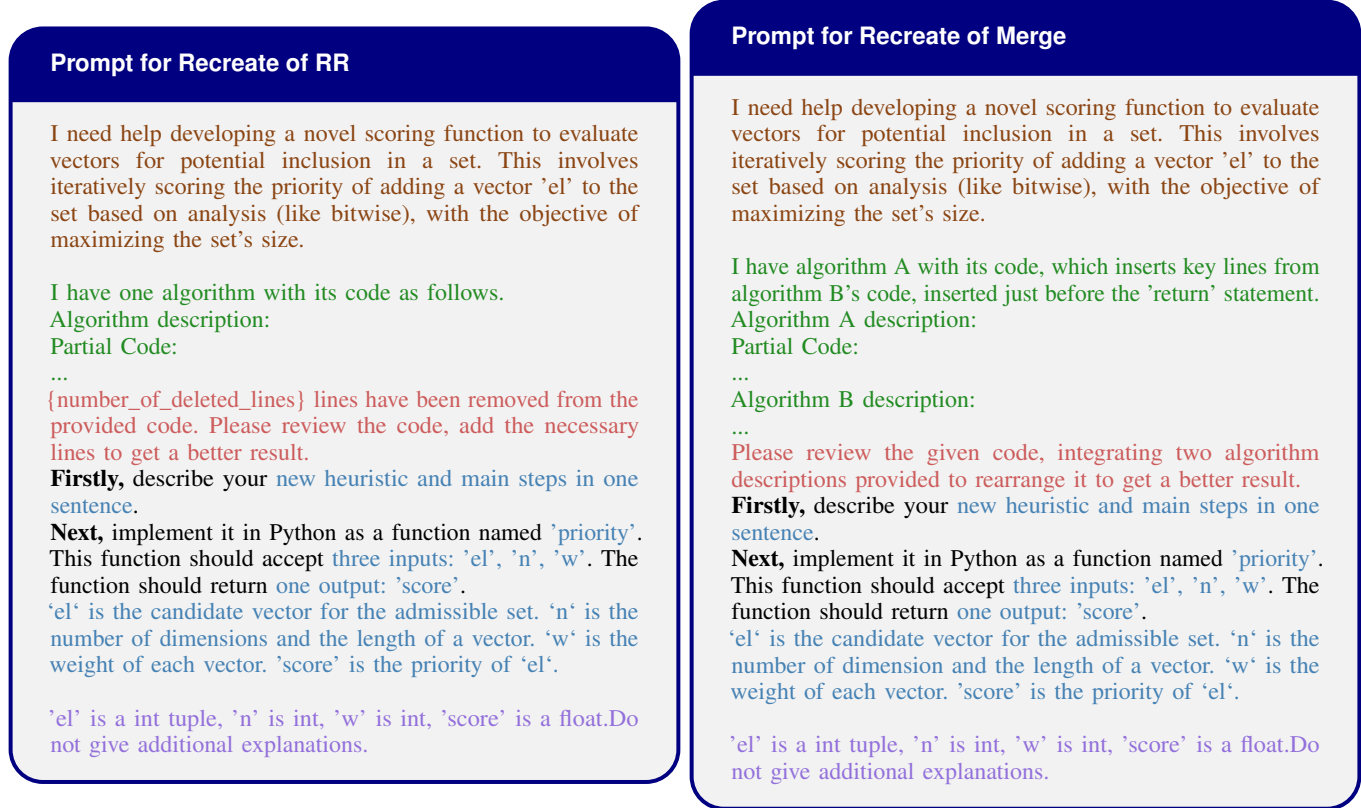 Prompt for Recreate of RR
I need help developing a novel scoring function to evaluate
vectors for potential inclusion in a set. This involves
iteratively scoring the priority of adding a vector ’el’ to the
set based on analysis (like bitwise), with the objective of
maximizing the set’s size.
I have one algorithm with its code as follows.
Algorithm description:
Partial Code:
...
{number_of_deleted_lines} lines have been removed from the
provided code. Please review the code, add the necessary
lines to get a better result.
Firstly, describe your new heuristic and main steps in one
sentence.
Next, implement it in Python as a function named ’priority’.
This function should accept three inputs: ’el’, ’n’, ’w’. The
function should return one output: ’score’.
‘el‘ is the candidate vector for the admissible set. ‘n‘ is the
number of dimensions and the length of a vector. ‘w‘ is the
weight of each vector. ’score’ is the priority of ‘el‘.
’el’ is a int tuple, ’n’ is int, ’w’ is int, ’score’ is a float.Do
not give additional explanations.
Prompt for Recreate of Merge
I need help developing a novel scoring function to evaluate
vectors for potential inclusion in a set. This involves
iteratively scoring the priority of adding a vector ’el’ to the
set based on analysis (like bitwise), with the objective of
maximizing the set’s size.
I have algorithm A with its code, which inserts key lines from
algorithm B’s code, inserted just before the ’return’ statement.
Algorithm A description:
Partial Code:
...
Algorithm B description:
...
Please review the given code, integrating two algorithm
descriptions provided to rearrange it to get a better result.
Firstly, describe your new heuristic and main steps in one
sentence.
Next, implement it in Python as a function named ’priority’.
This function should accept three inputs: ’el’, ’n’, ’w’. The
function should return one output: ’score’.
‘el‘ is the candidate vector for the admissible set. ‘n‘ is the
number of dimension and the length of a vector. ‘w‘ is the
weight of each vector. ’score’ is the priority of ‘el‘.
’el’ is a int tuple, ’n’ is int, ’w’ is int, ’score’ is a float.Do
not give additional explanations.